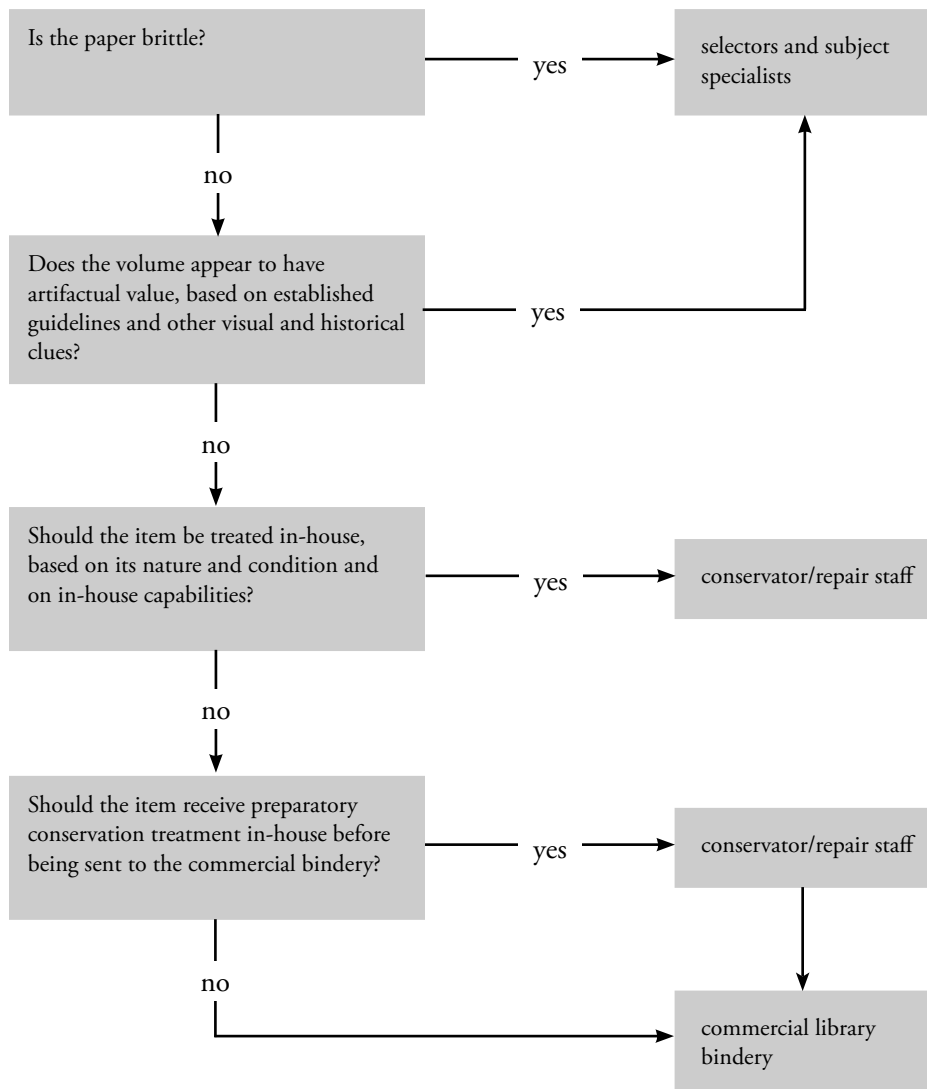 Is the paper brittle?
yes
selectors and subject
specialists
no
Does the volume appear to have
artifactual value, based on established
guidelines and other visual and historical
clues?
yes
no
Should the item be treated in-house,
based on its nature and condition and
on in-house capabilities?
yes
conservator/repair staff
no
Should the item receive preparatory
conservation treatment in-house before
being sent to the commercial bindery?
yes
conservator/repair staff
no
commercial library
bindery